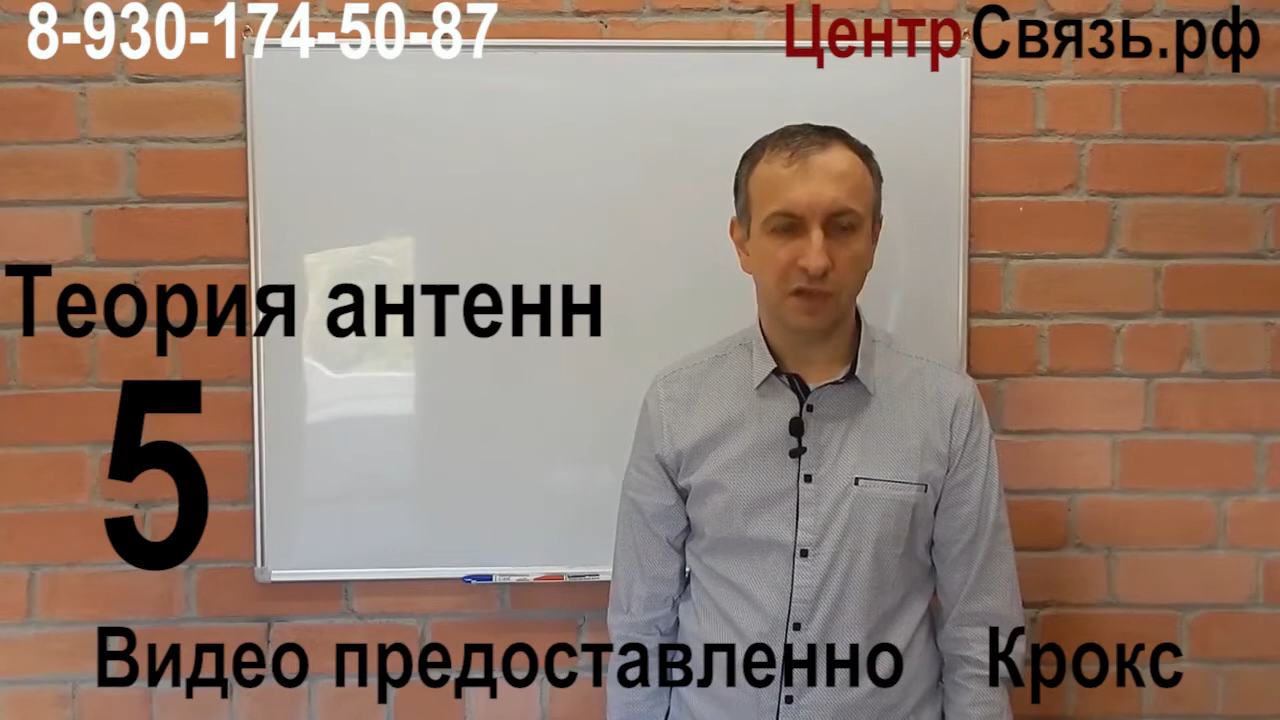 8-930-174-50-87
ЦентрСвязь.рф
Теория антенн
5
Видео предоставленно Крокс